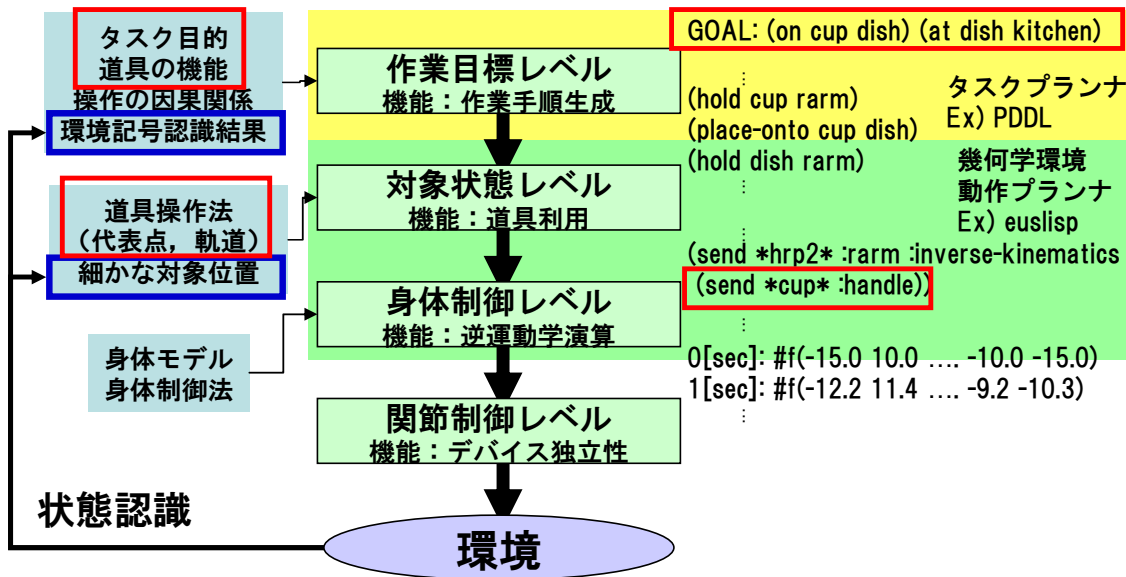 タスク目的
道具の機能
操作の因果関係
環境記号認識結果
道具操作法
（代表点，軌道）
細かな対象位置
身体モデル
身体制御法
状態認識
作業目標レベル
機能：作業手順生成
対象状態レベル
機能：道具利用
身体制御レベル
機能：逆運動学演算
関節制御レベル
機能：デバイス独立性
環境
GOAL: (on cup dish) (at dish kitchen)
⋮
(hold cup rarm)
(place-onto cup dish)
(hold dish rarm)
⋮
タスクプランナ
Ex) PDDL
幾何学環境
動作プランナ
Ex) euslisp
⋮
(send *hrp2* :rarm :inverse-kinematics
(send *cup* :handle))
⋮
0[sec]: #f(-15.0 10.0 …. -10.0 -15.0)
1[sec]: #f(-12.2 11.4 …. -9.2 -10.3)
⋮